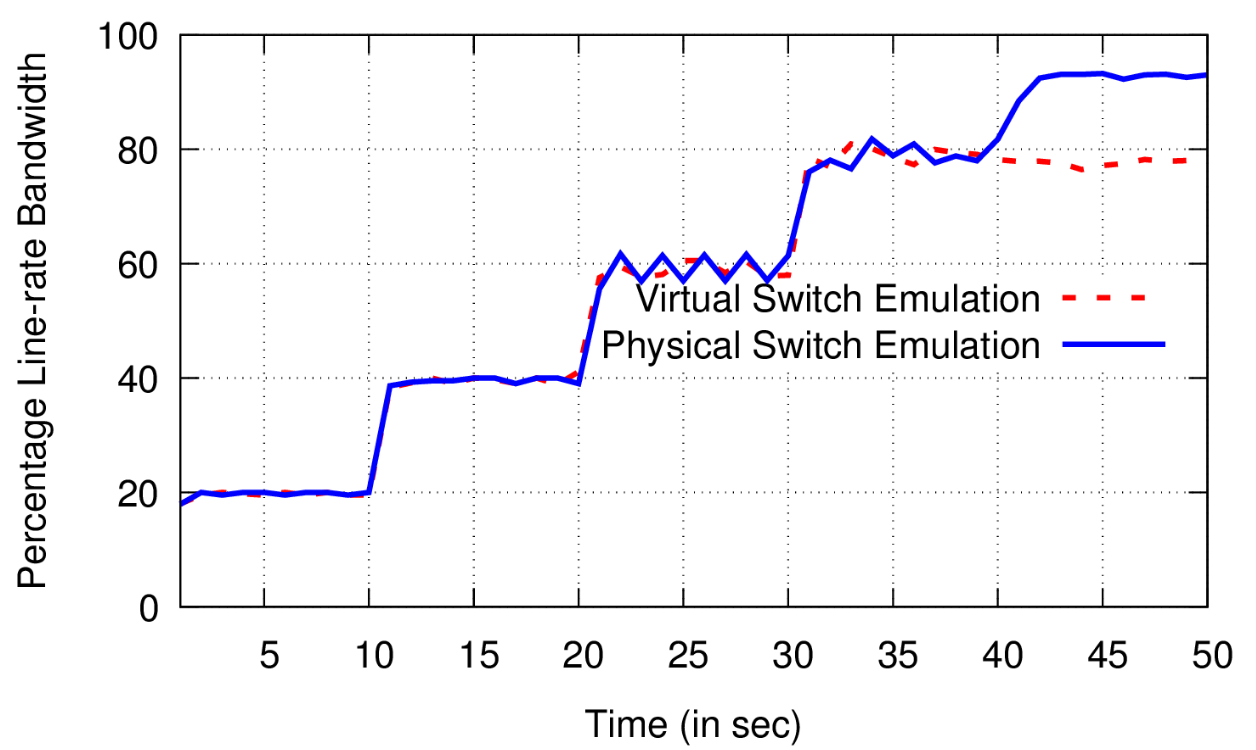 Percentage Line-rate Bandwidth
100
80
60
40
20
0
Virtual Switch Emulation
Physical Switch Emulation
5 10 15 20 25 30 35 40 45 50
Time (in sec)